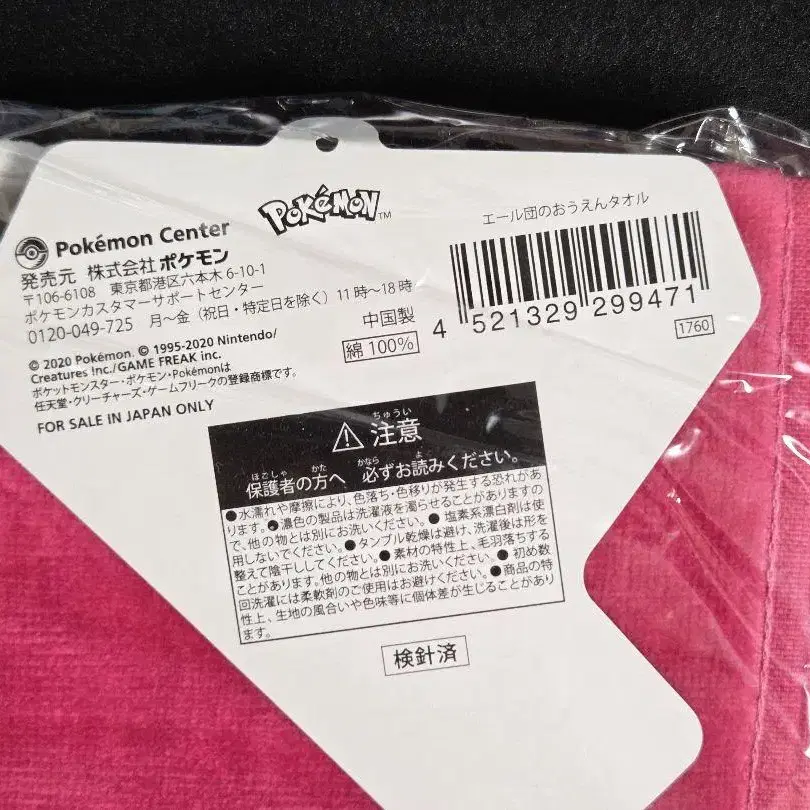 Pokémon Center
POKéMON™
エール団のおうえんタオル
発売元 株式会社ポケモン
〒106-6108 東京都港区六本木 6-10-1
ポケモンカスタマーサポートセンター
0120-049-725 月～金（祝日・特定日を除く）11時～18時
中国製
綿 100%
4 521329 299471
1760
© 2020 Pokémon. © 1995-2020 Nintendo/
Creatures Inc./GAME FREAK inc.
ポケットモンスター・ポケモン・Pokémonは
任天堂・クリーチャーズ・ゲームフリークの登録商標です。
FOR SALE IN JAPAN ONLY
ちゅうい
⚠ 注意
ほごしゃ かた かなら よ
保護者の方へ 必ずお読みください。
●水濡れや摩擦により、色落ち・色移りが発生する恐れがあ
ります。●濃色の製品は洗濯液を濁らせることがありますの
で、他の物とは別にお洗いください。●塩素系漂白剤は使
用しないでください。●タンブル乾燥は避け、洗濯後は形を
整えて陰干ししてください。●素材の特性上、毛羽落ちする
ことがあります。他の物とは別にお洗いください。●初め数
回洗濯には柔軟剤のご使用はお避けください。●商品の特
性上、生地の風合いや色味等に個体差が生じることがあり
ます。
検針済